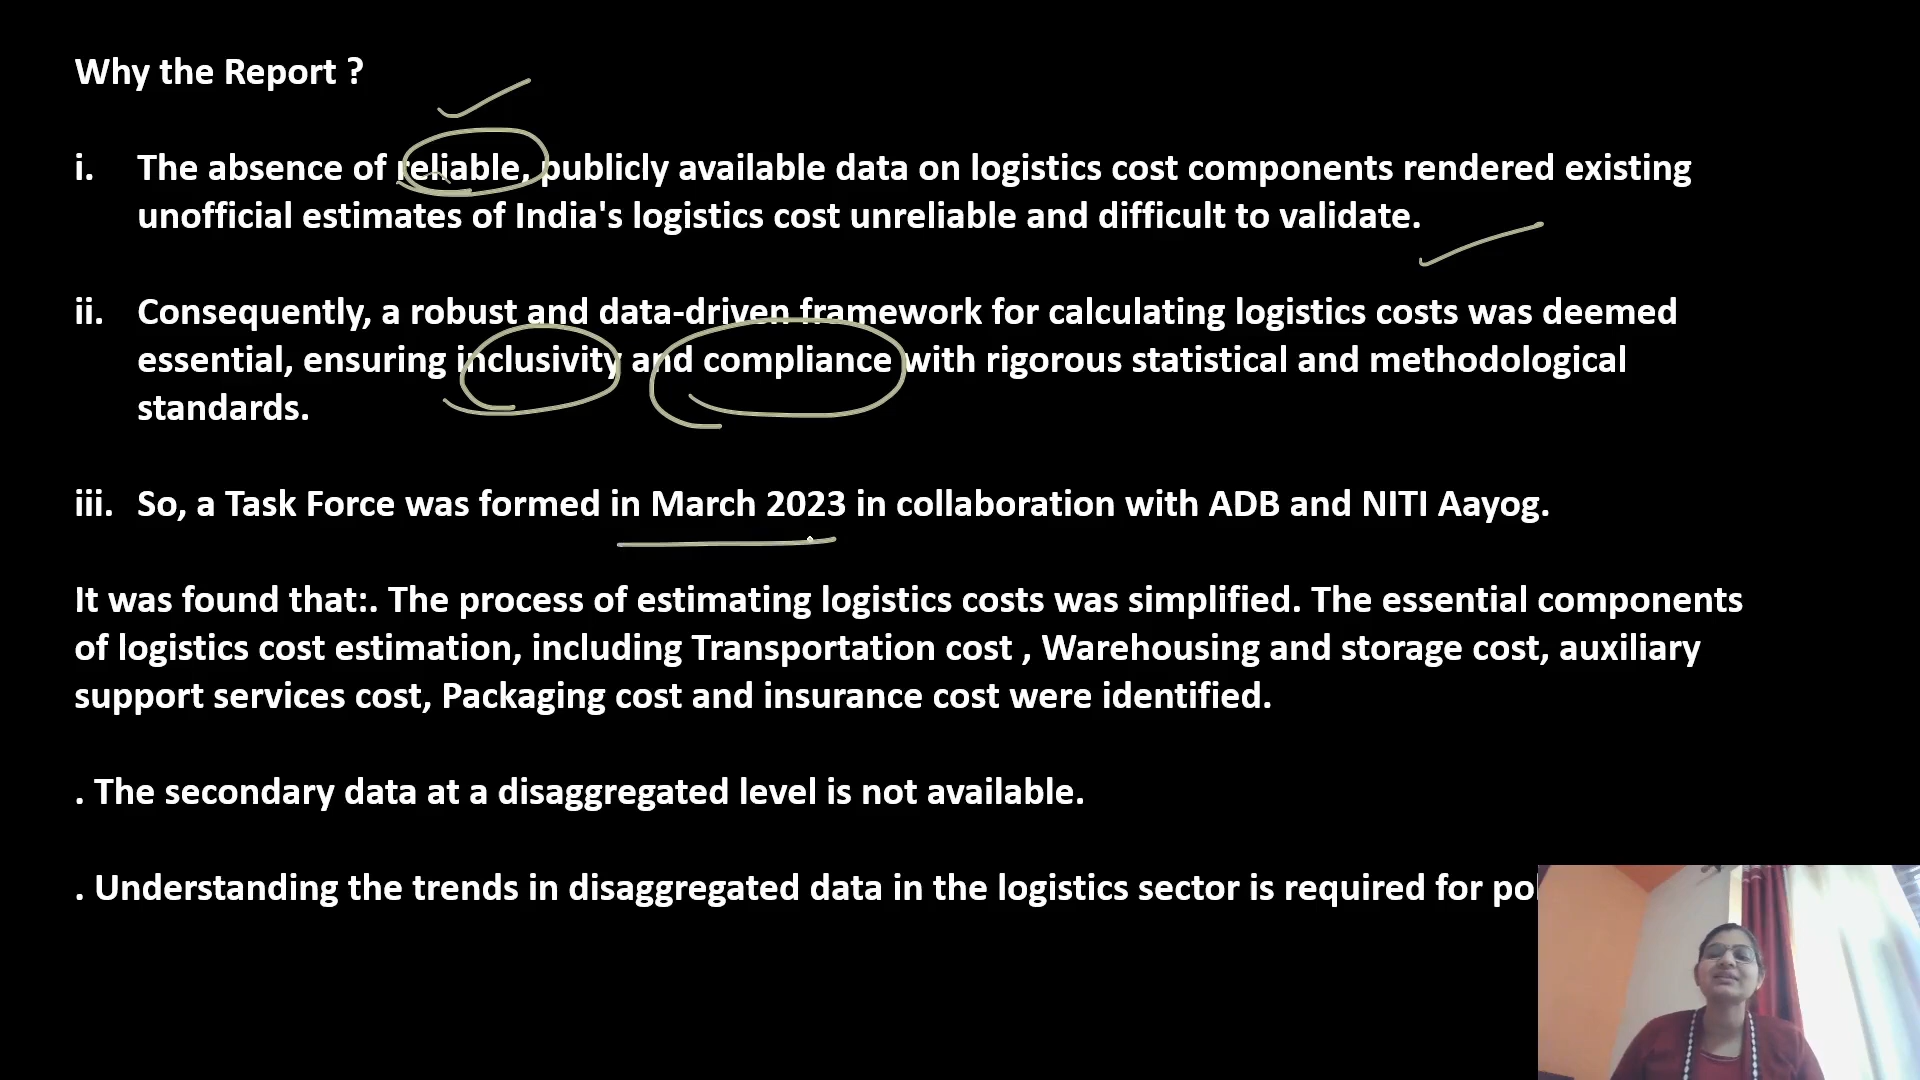 Why the Report ?
i. The absence of reliable, publicly available data on logistics cost components rendered existing
unofficial estimates of India's logistics cost unreliable and difficult to validate.
ii. Consequently, a robust and data-driven framework for calculating logistics costs was deemed
essential, ensuring inclusivity and compliance with rigorous statistical and methodological
standards.
iii. So, a Task Force was formed in March 2023 in collaboration with ADB and NITI Aayog.
It was found that:. The process of estimating logistics costs was simplified. The essential components
of logistics cost estimation, including Transportation cost , Warehousing and storage cost, auxiliary
support services cost, Packaging cost and insurance cost were identified.
. The secondary data at a disaggregated level is not available.
. Understanding the trends in disaggregated data in the logistics sector is required for